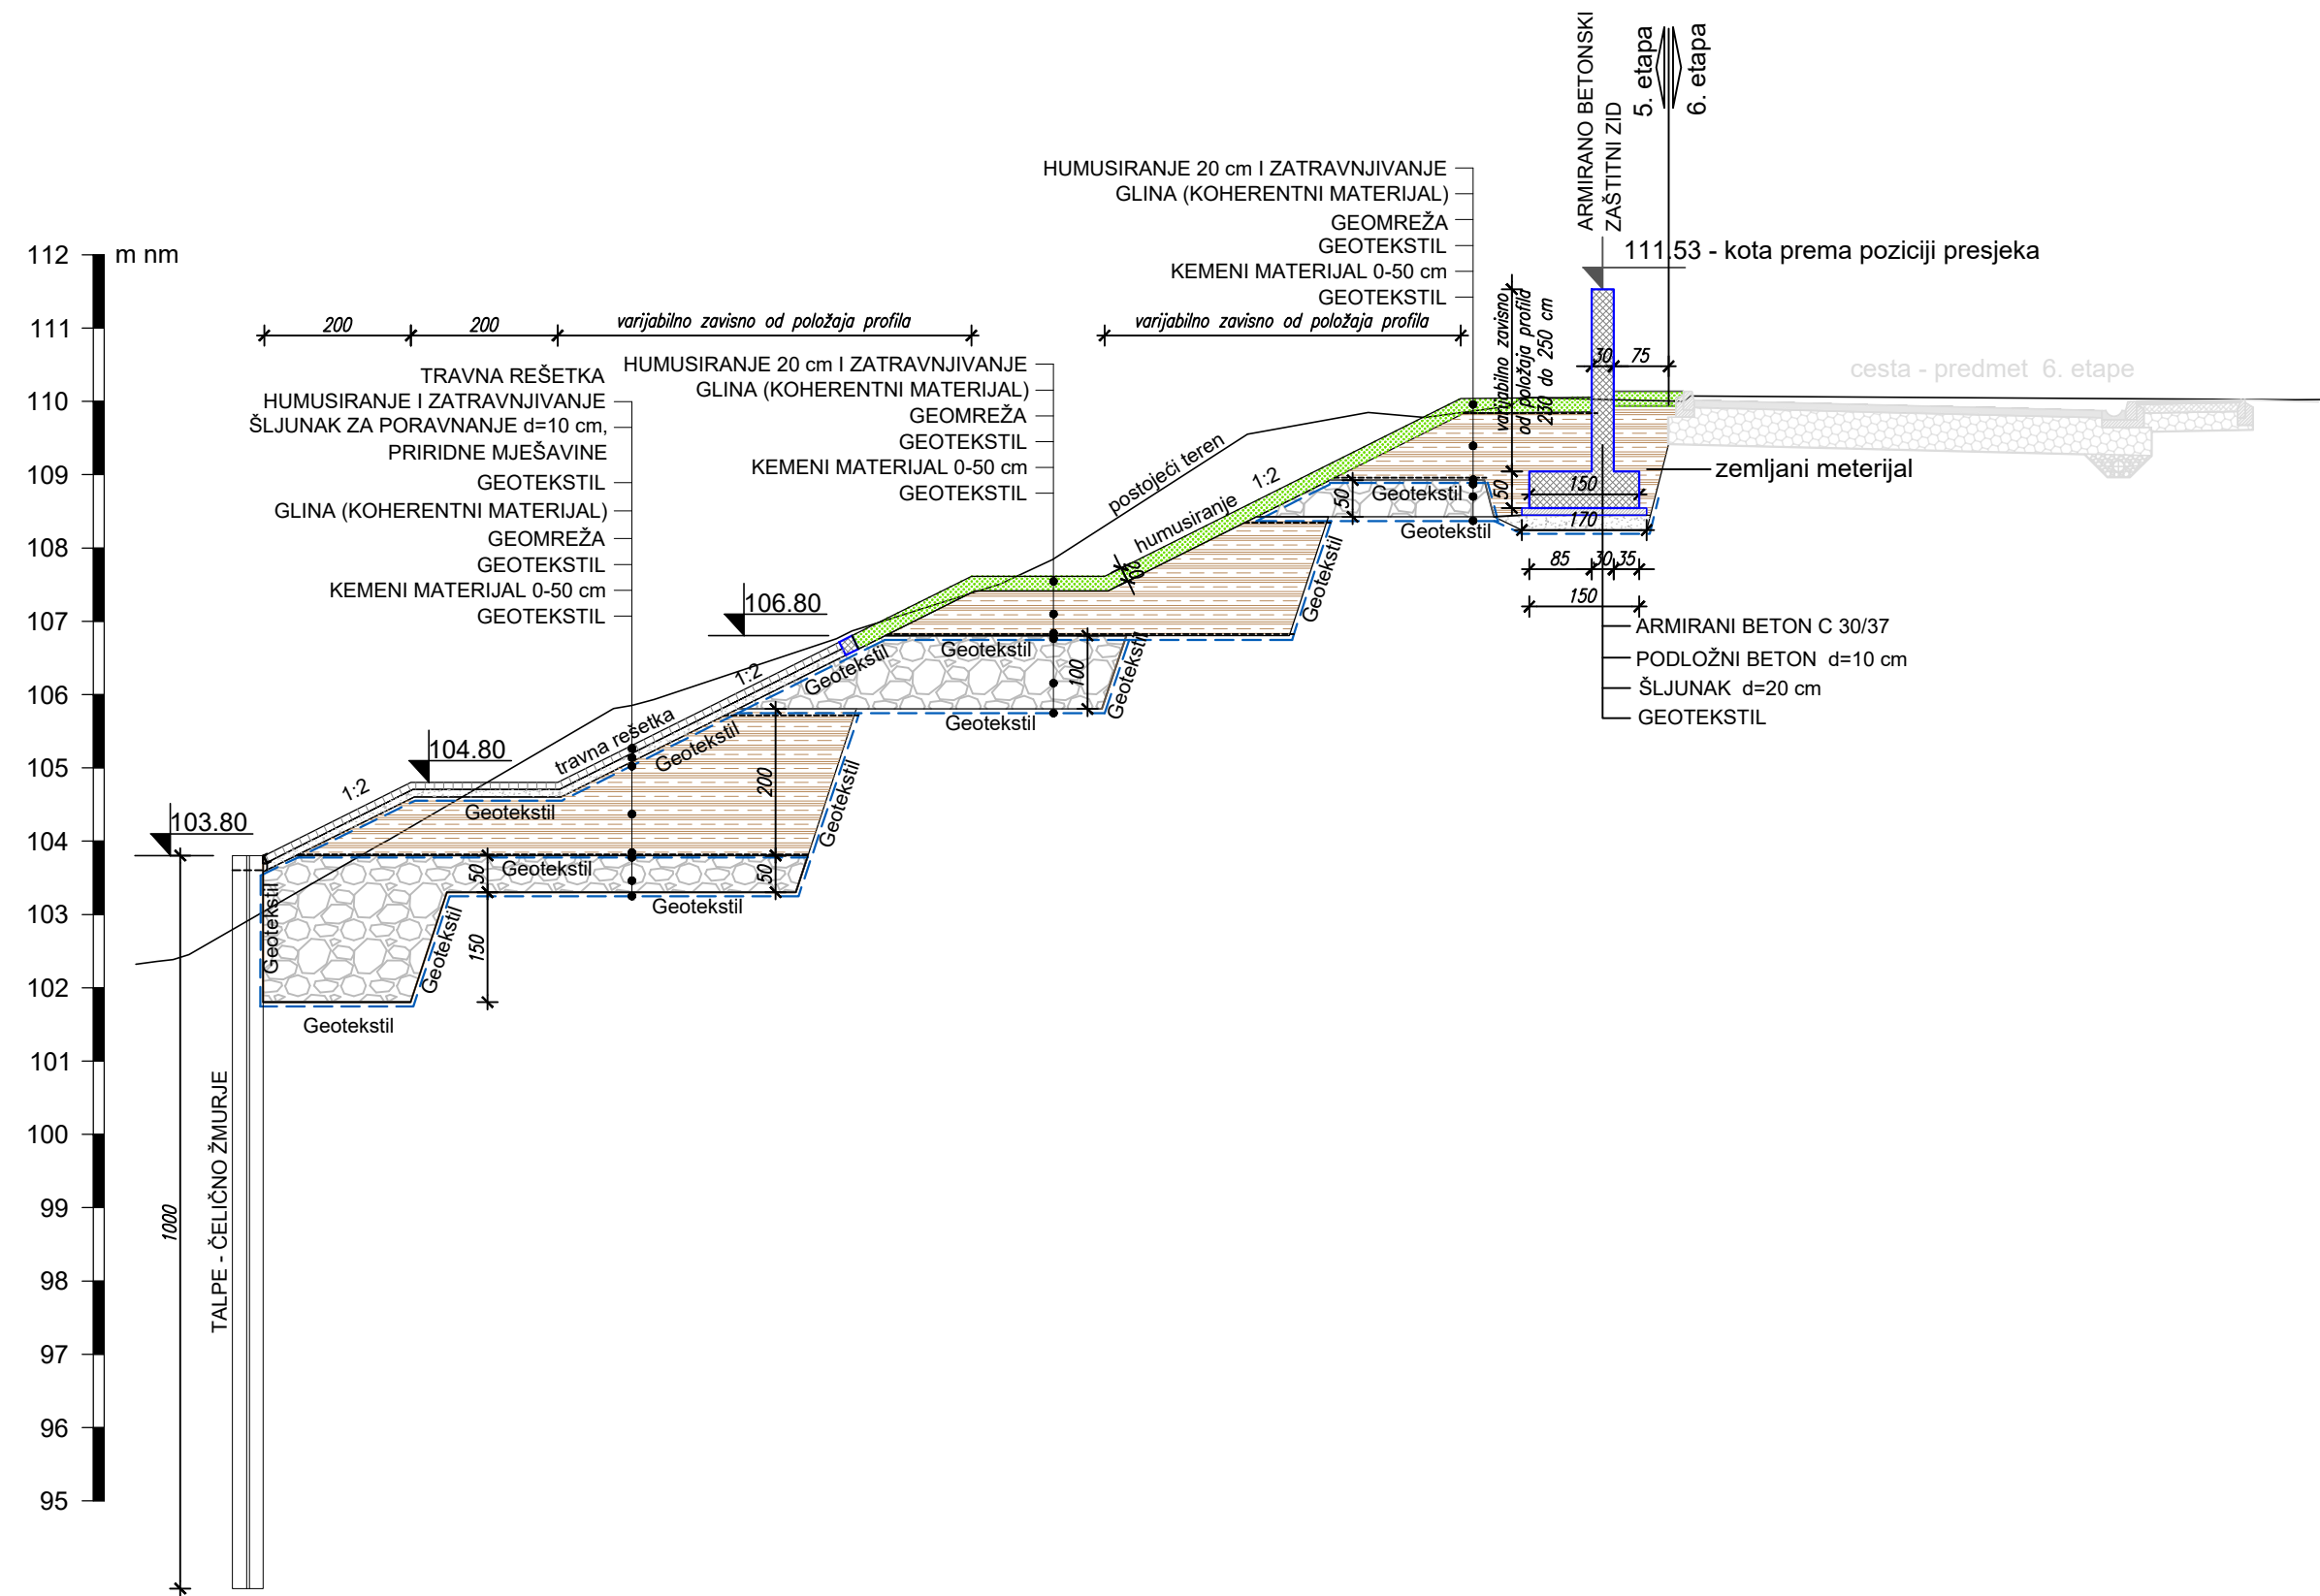 ARMIRANO BETONSKI
ZAŠTITNI ZID
5. etapa
6. etapa
HUMUSIRANJE 20 cm I ZATRAVNJIVANJE
GLINA (KOHERENTNI MATERIJAL)
GEOMREŽA
GEOTEKSTIL
KEMENI MATERIJAL 0-50 cm
GEOTEKSTIL
111.53 - kota prema poziciji presjeka
112
m nm
111
110
109
108
107
106
105
104
103
102
101
100
99
98
97
96
95
200
200
varijabilno zavisno od položaja profila
varijabilno zavisno od položaja profila
varijabilno zavisno
od položaja profila
230 do 250 cm
30
75
cesta - predmet 6. etape
TRAVNA REŠETKA
HUMUSIRANJE I ZATRAVNJIVANJE
ŠLJUNAK ZA PORAVNANJE d=10 cm,
PRIRIDNE MJEŠAVINE
GEOTEKSTIL
GLINA (KOHERENTNI MATERIJAL)
GEOMREŽA
GEOTEKSTIL
KEMENI MATERIJAL 0-50 cm
GEOTEKSTIL
HUMUSIRANJE 20 cm I ZATRAVNJIVANJE
GLINA (KOHERENTNI MATERIJAL)
GEOMREŽA
GEOTEKSTIL
KEMENI MATERIJAL 0-50 cm
GEOTEKSTIL
postojeći teren
humusiranje
1:2
50
Geotekstil
Geotekstil
Geotekstil
50
150
170
zemljani meterijal
85
30
35
150
ARMIRANI BETON C 30/37
PODLOŽNI BETON d=10 cm
ŠLJUNAK d=20 cm
GEOTEKSTIL
106.80
1:2
Geotekstil
Geotekstil
100
Geotekstil
Geotekstil
travna rešetka
Geotekstil
200
Geotekstil
104.80
1:2
Geotekstil
103.80
50
Geotekstil
50
Geotekstil
Geotekstil
Geotekstil
150
Geotekstil
1000
TALPE - ČELIČNO ŽMURJE